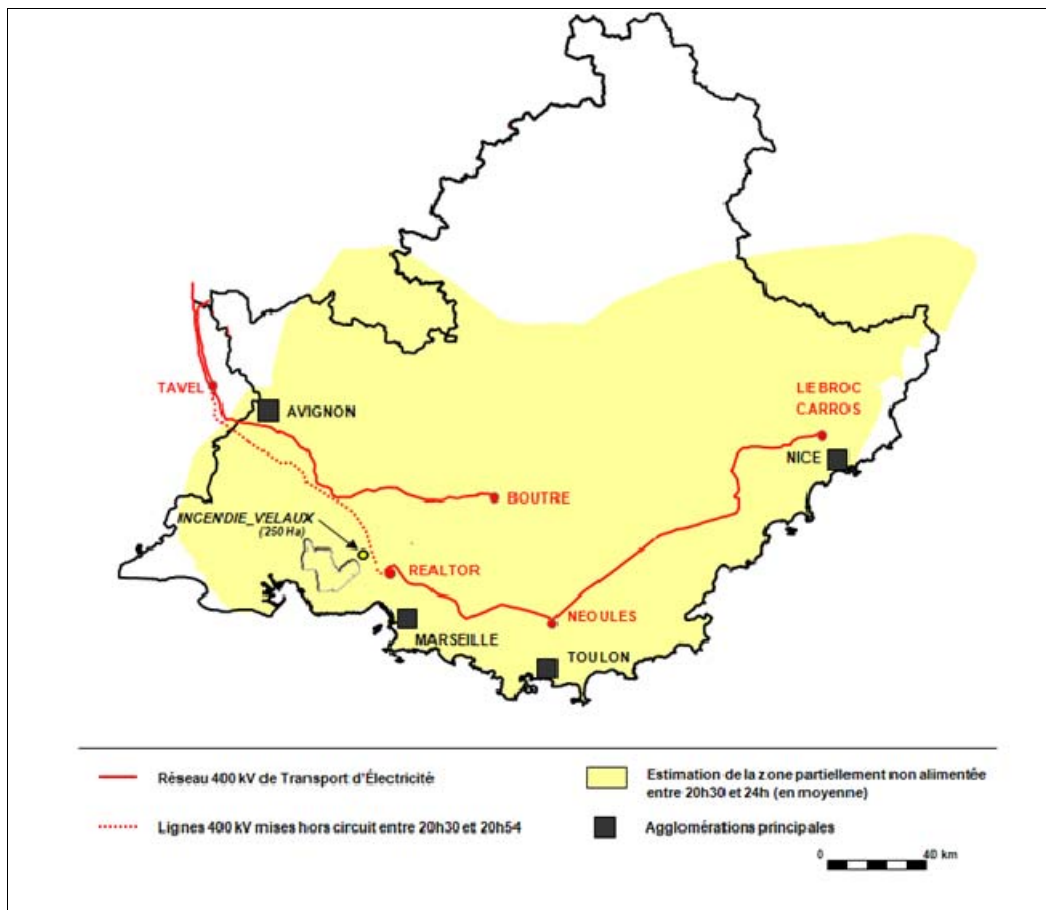 TAVEL
AVIGNON
LE BROC
CARROS
NICE
BOUTRE
INCENDIE_VELAUX
(250 Ha)
REALTOR
NEOULES
MARSEILLE
TOULON
Réseau 400 kV de Transport d'Électricité
Estimation de la zone partiellement non alimentée
entre 20h30 et 24h (en moyenne)
Lignes 400 kV mises hors circuit entre 20h30 et 20h54
Agglomérations principales
0 40 km